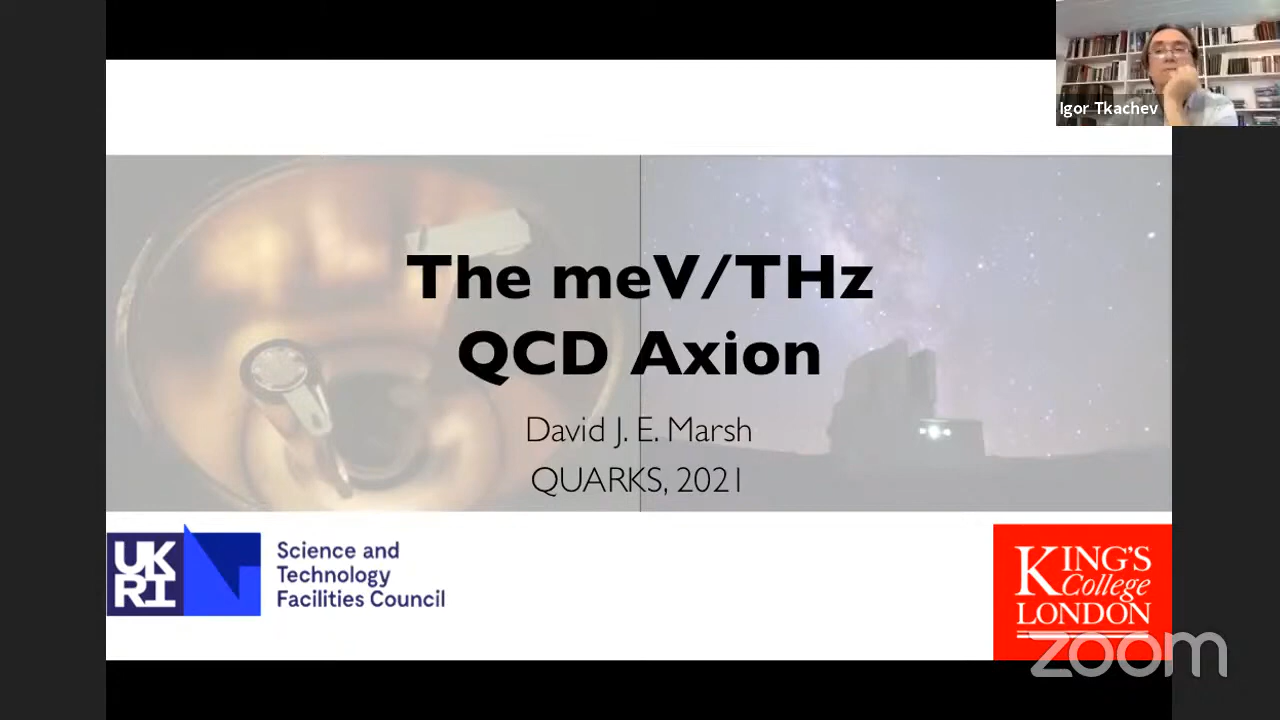 Igor Tkachev
The meV/THz
QCD Axion
David J. E. Marsh
QUARKS, 2021
UK
RI
Science and
Technology
Facilities Council
KING'S
College
LONDON
zoom